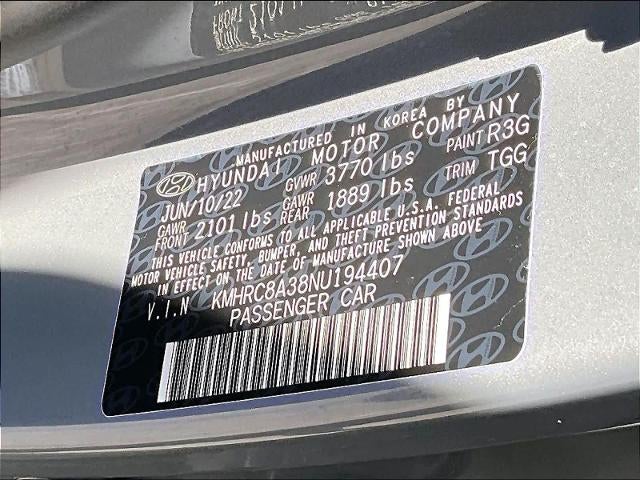 MANUFACTURED IN KOREA BY
HYUNDAI MOTOR COMPANY
JUN/10/22 GVWR 3770 lbs PAINT R3G
GAWR FRONT 2101 lbs GAWR REAR 1889 lbs TRIM TGG
THIS VEHICLE CONFORMS TO ALL APPLICABLE U.S.A. FEDERAL
MOTOR VEHICLE SAFETY, BUMPER, AND THEFT PREVENTION STANDARDS
IN EFFECT ON THE DATE OF MANUFACTURE SHOWN ABOVE
V.I.N KMHRC8A38NU194407
PASSENGER CAR